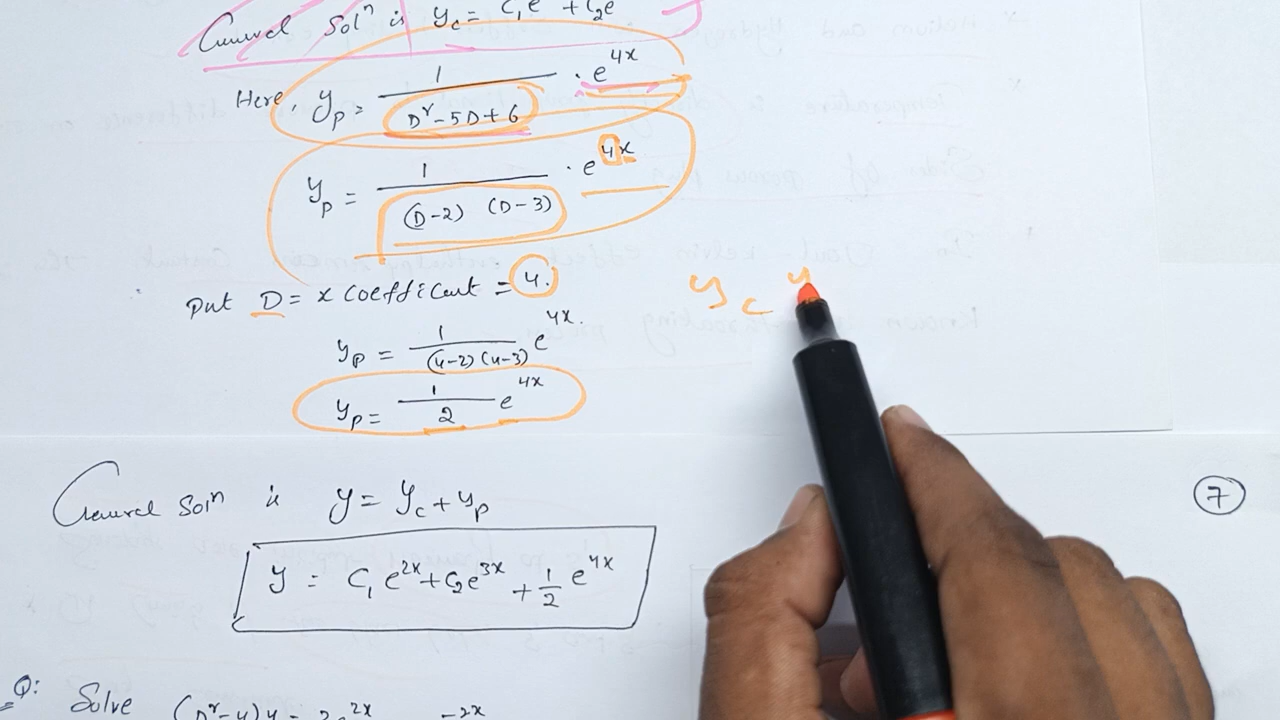 General Solⁿ is y_c = C₁e + C₂e
Here, y_p = 1/(D² - 5D + 6) · e^{4x}
y_p = 1/((D-2) (D-3)) · e^{4x}
Put D = x coefficient = 4.
y_p = 1/((4-2)(4-3)) e^{4x}.
y_p = 1/2 e^{4x}
y c y
General Solⁿ is y = y_c + y_p
7
y = C₁e^{2x} + C₂e^{3x} + 1/2 e^{4x}
Q: Solve